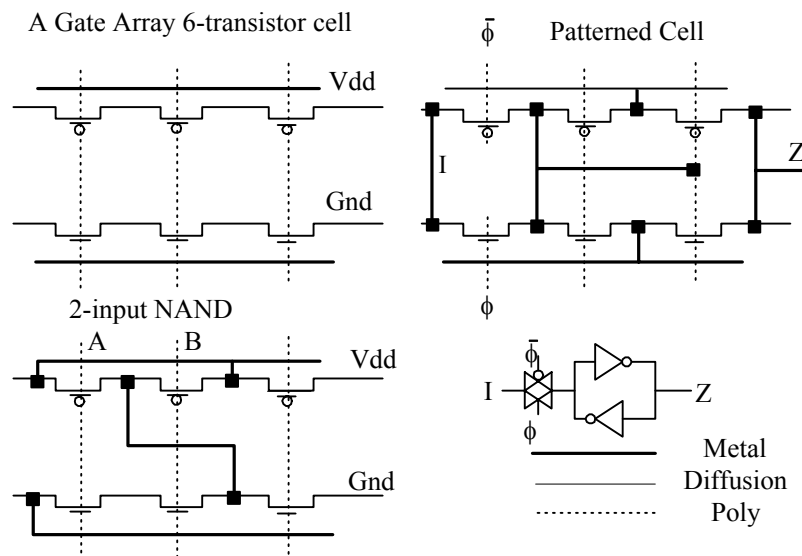 A Gate Array 6-transistor cell
Vdd
Gnd
ϕ̄
Patterned Cell
I
Z
ϕ
2-input NAND
A
B
Vdd
Gnd
ϕ̄
I
Z
ϕ
Metal
Diffusion
Poly